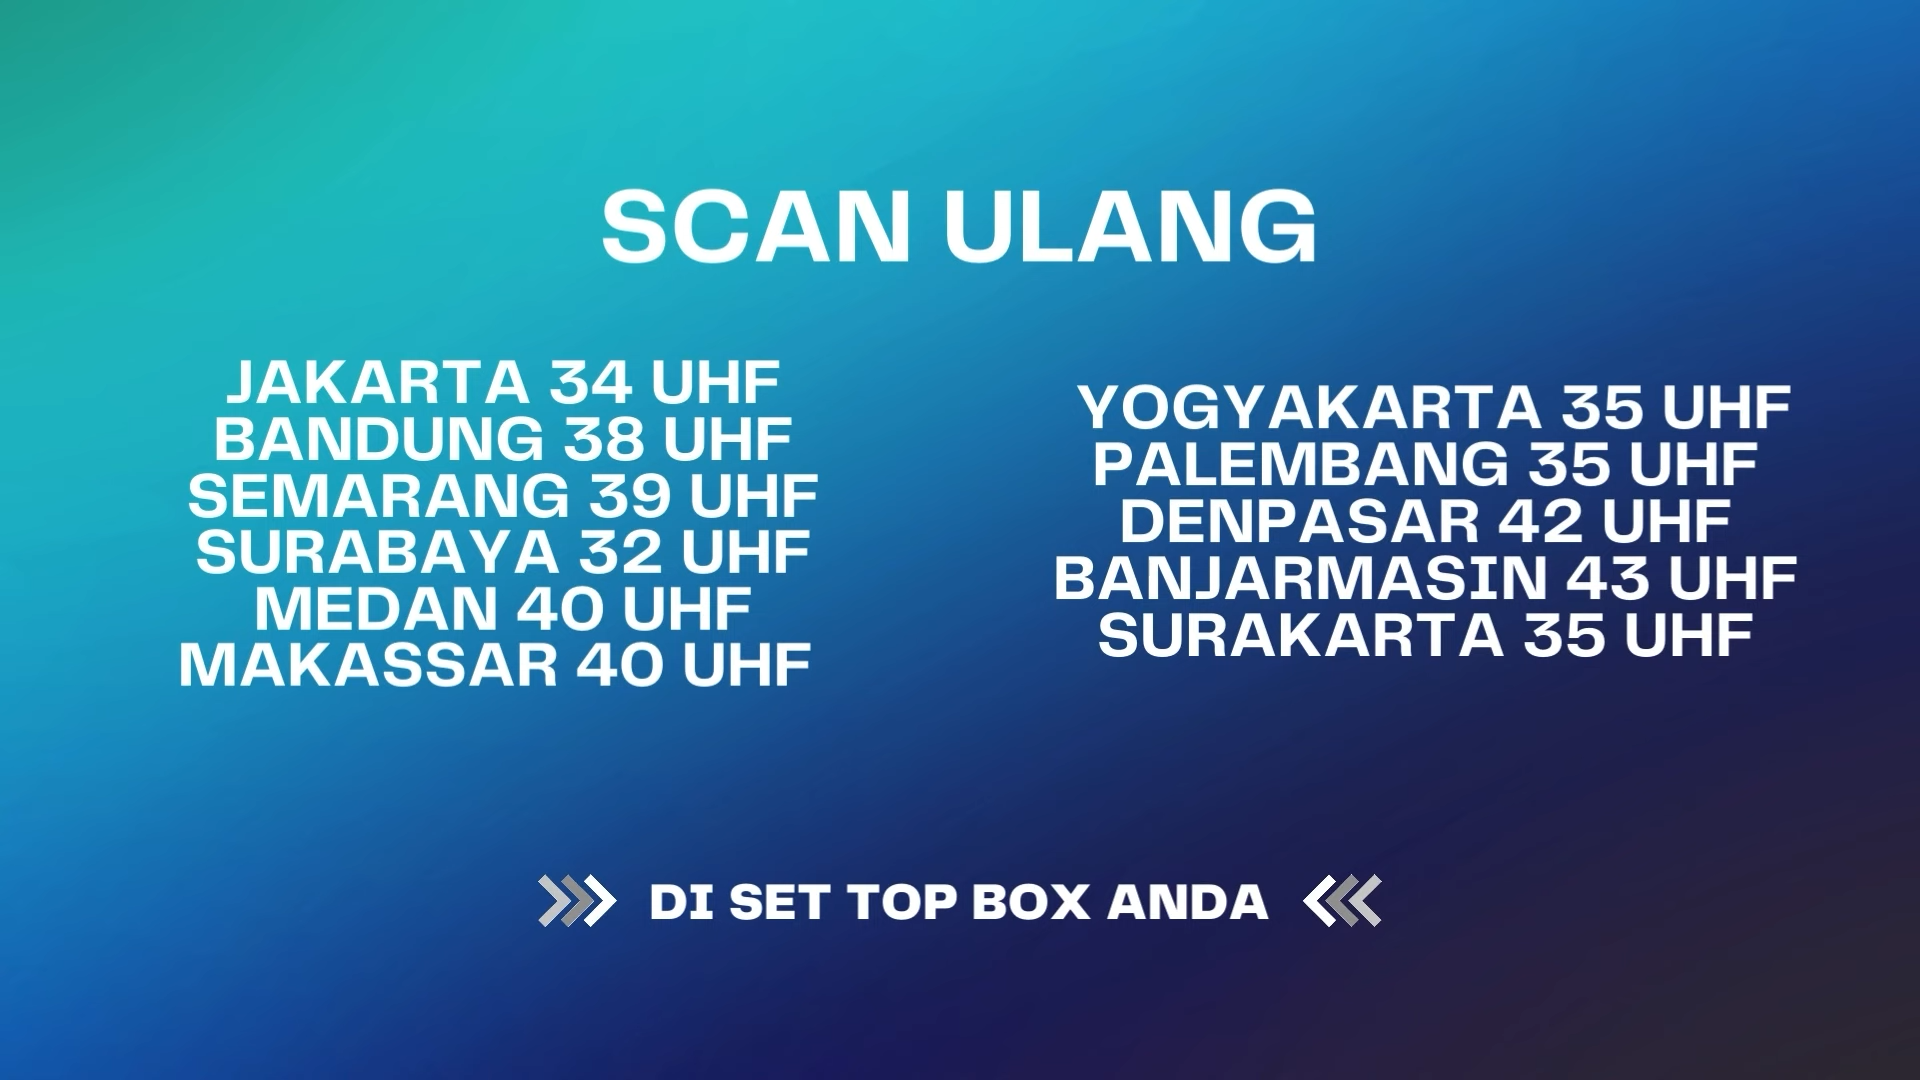 SCAN ULANG
JAKARTA 34 UHF
BANDUNG 38 UHF
SEMARANG 39 UHF
SURABAYA 32 UHF
MEDAN 40 UHF
MAKASSAR 40 UHF
YOGYAKARTA 35 UHF
PALEMBANG 35 UHF
DENPASAR 42 UHF
BANJARMASIN 43 UHF
SURAKARTA 35 UHF
DI SET TOP BOX ANDA